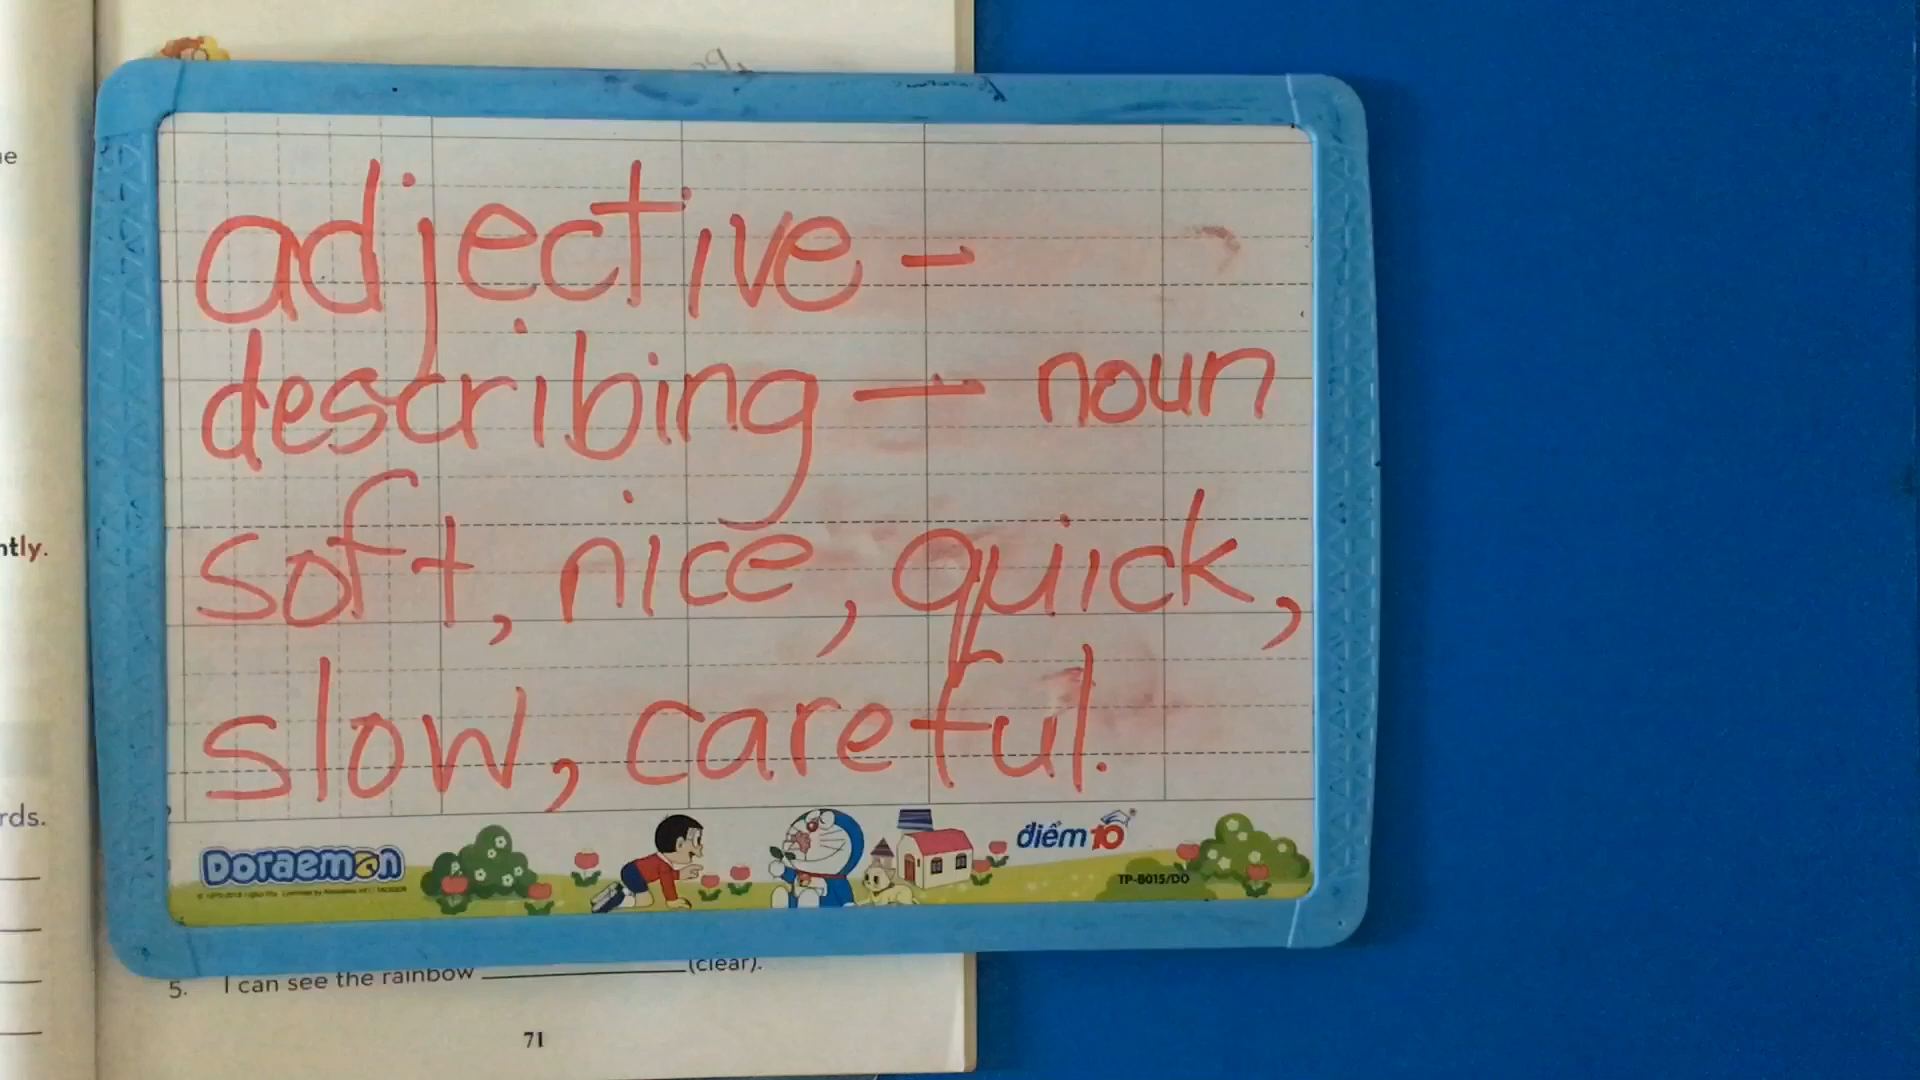 adjective -
describing - noun
soft, nice, quick,
slow, careful.
DORaemon
điểm 10
TP-B015/DO
ntly.
rds.
5. I can see the rainbow ____________ (clear).
71